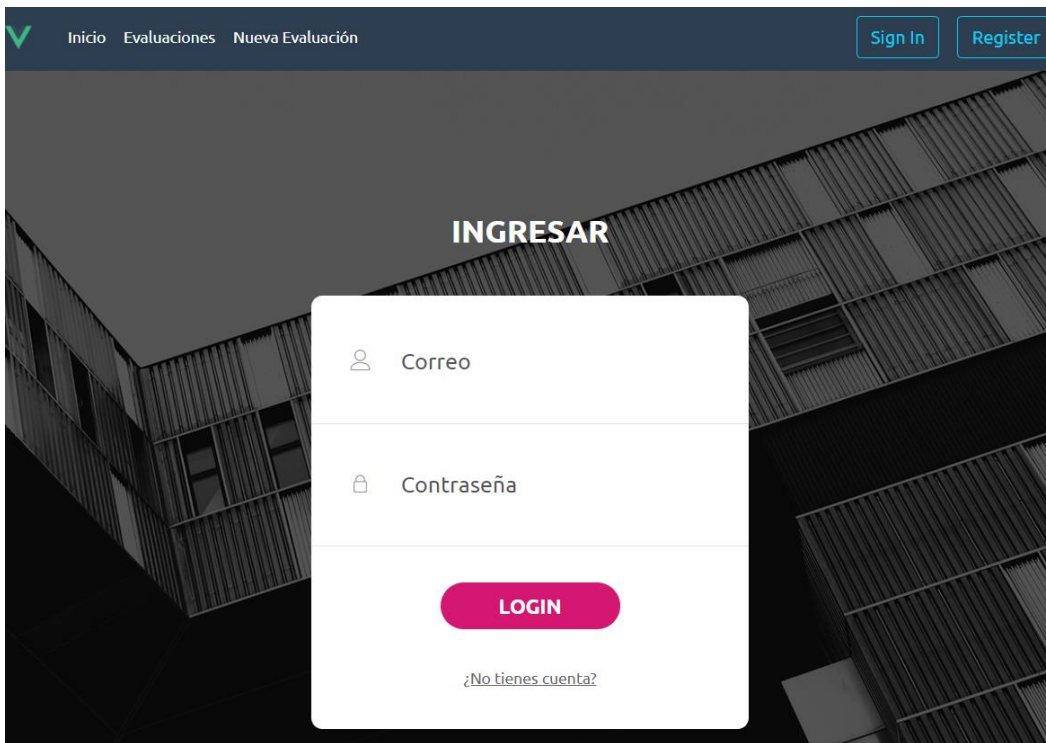 Inicio Evaluaciones Nueva Evaluación Sign In Register
INGRESAR
Correo
Contraseña
LOGIN
¿No tienes cuenta?